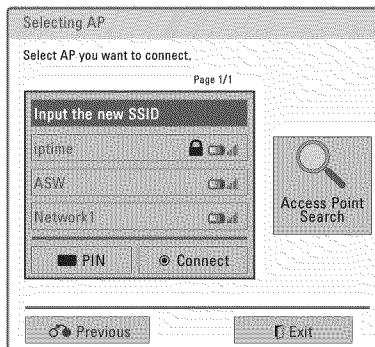 Selecting AP
Select AP you want to connect,
Page 1/1
Input the new SSID
iptime
ASW
Network1
PIN
Connect
Access Point
Search
Previous
Exit